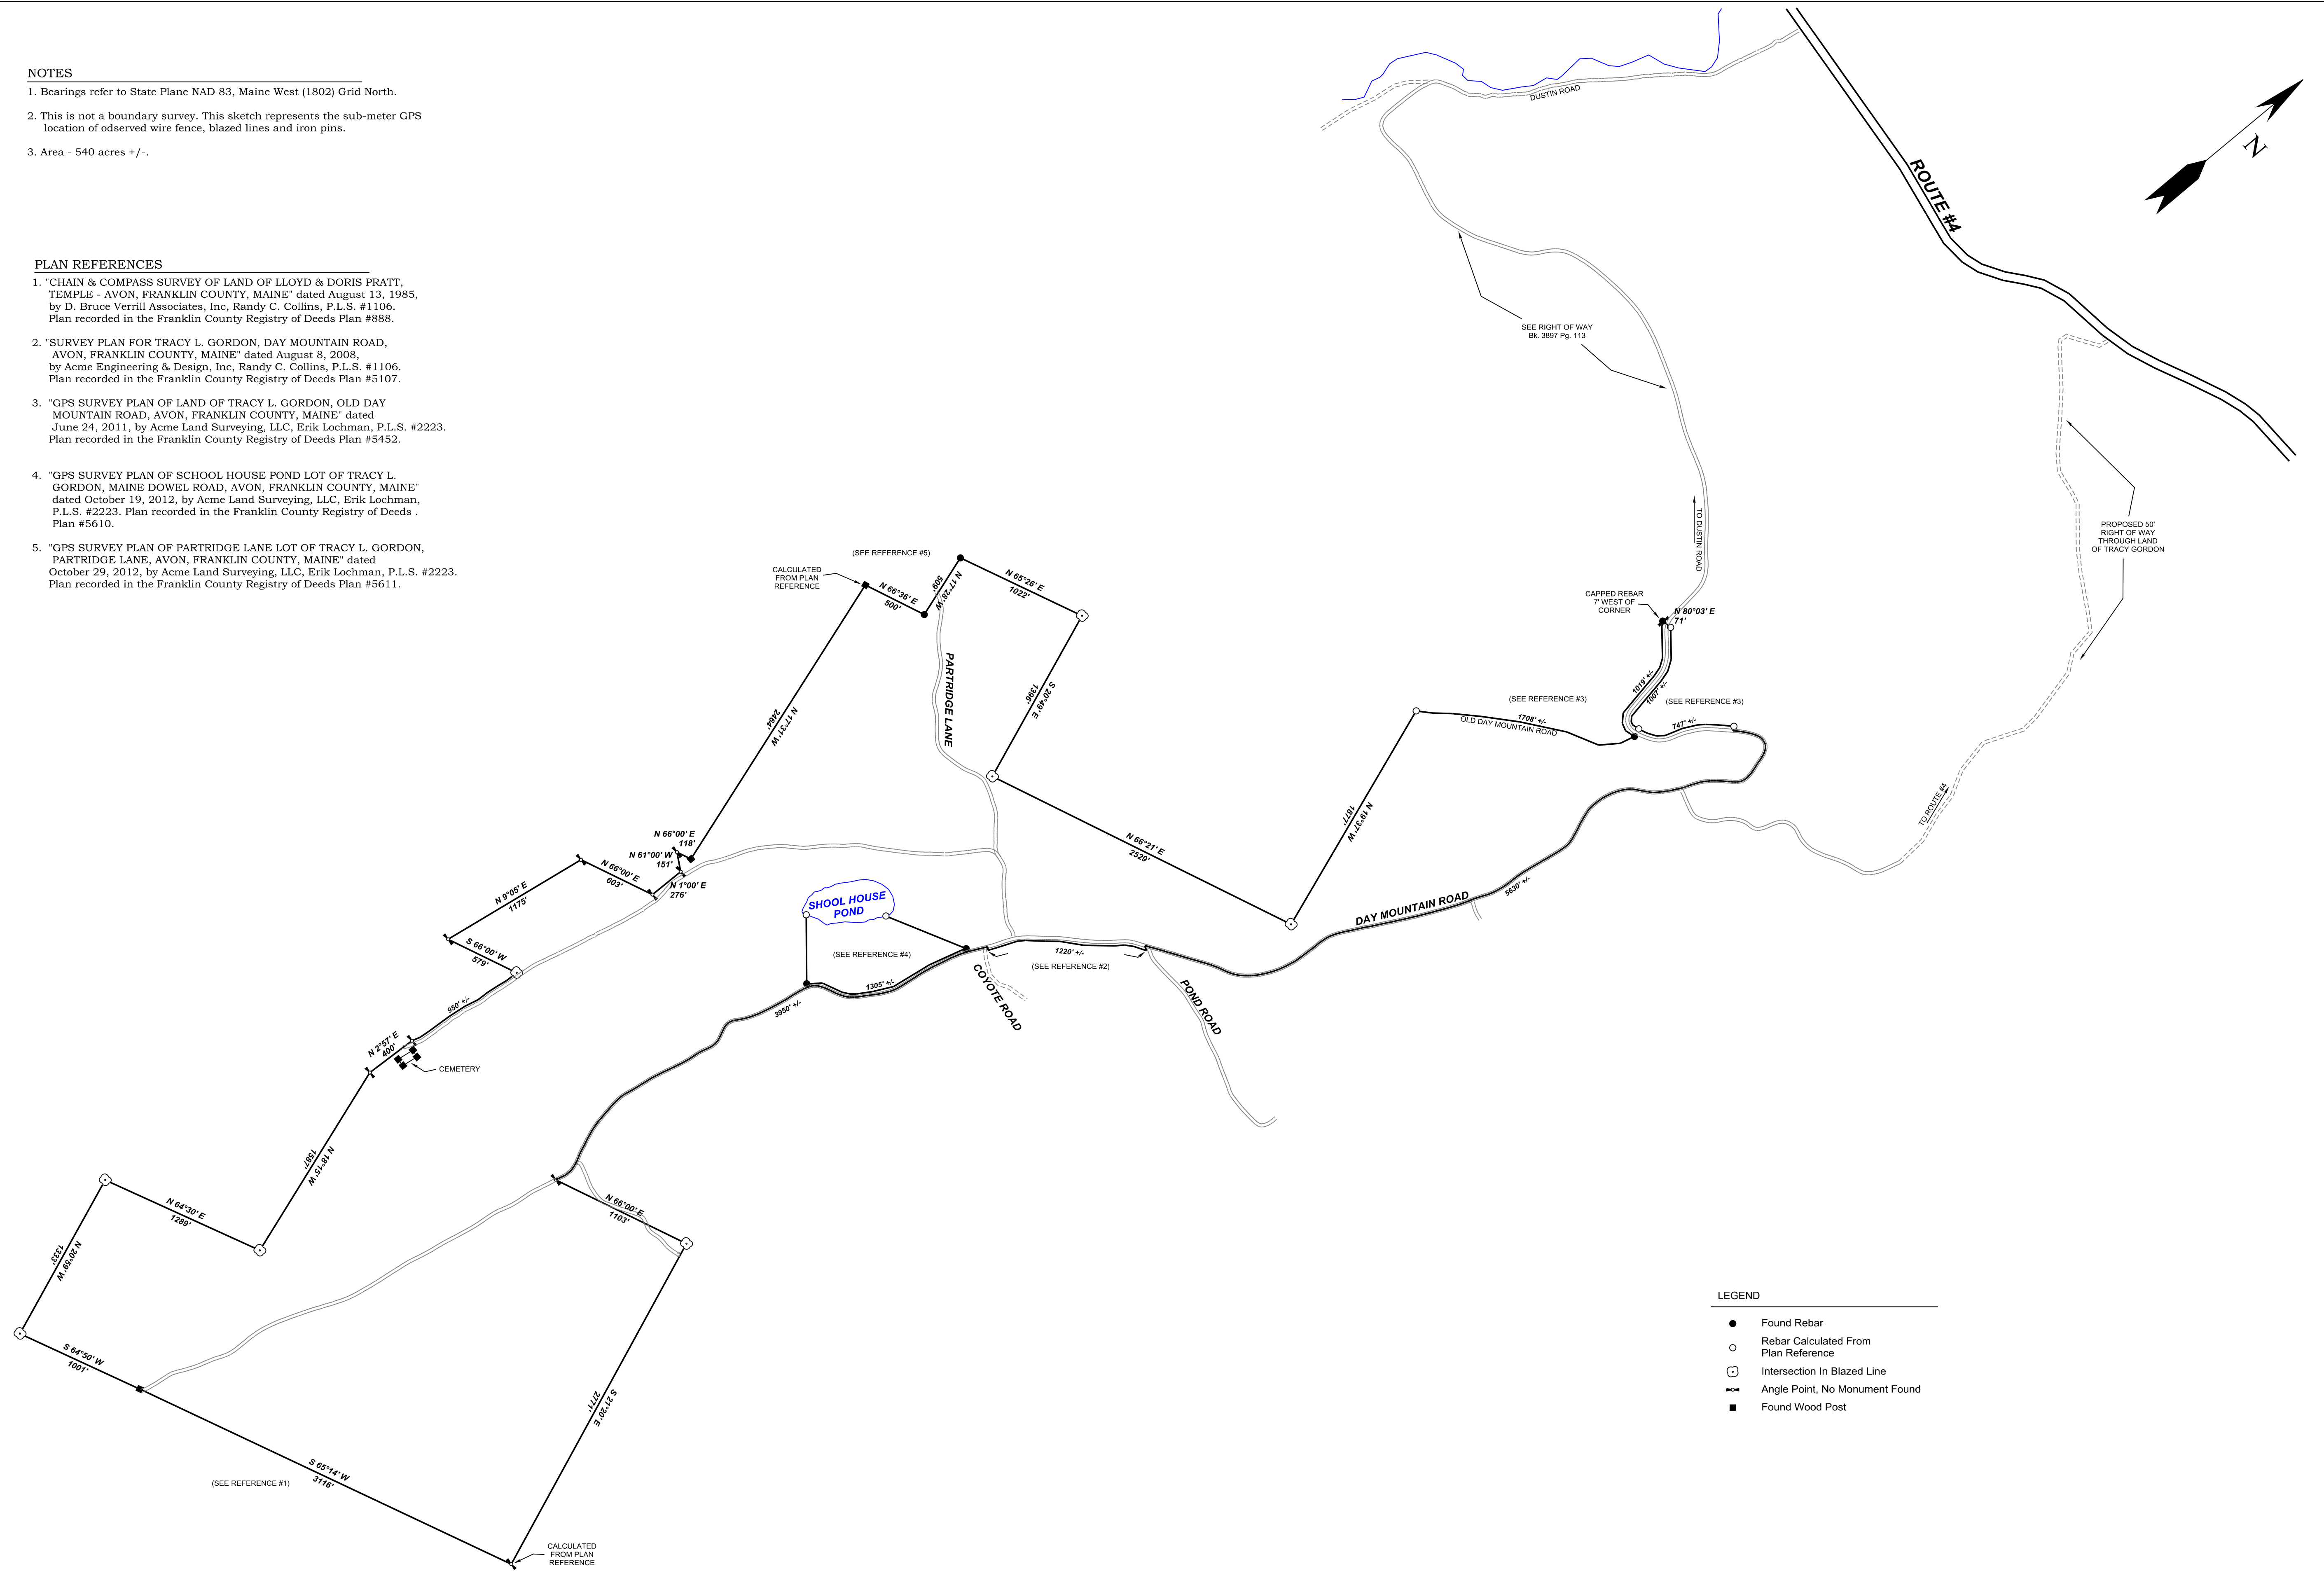 NOTES
1. Bearings refer to State Plane NAD 83, Maine West (1802) Grid North.
2. This is not a boundary survey. This sketch represents the sub-meter GPS
location of odserved wire fence, blazed lines and iron pins.
3. Area - 540 acres +/-.
PLAN REFERENCES
1. "CHAIN & COMPASS SURVEY OF LAND OF LLOYD & DORIS PRATT,
TEMPLE - AVON, FRANKLIN COUNTY, MAINE" dated August 13, 1985,
by D. Bruce Verrill Associates, Inc, Randy C. Collins, P.L.S. #1106.
Plan recorded in the Franklin County Registry of Deeds Plan #888.
2. "SURVEY PLAN FOR TRACY L. GORDON, DAY MOUNTAIN ROAD,
AVON, FRANKLIN COUNTY, MAINE" dated August 8, 2008,
by Acme Engineering & Design, Inc, Randy C. Collins, P.L.S. #1106.
Plan recorded in the Franklin County Registry of Deeds Plan #5107.
3. "GPS SURVEY PLAN OF LAND OF TRACY L. GORDON, OLD DAY
MOUNTAIN ROAD, AVON, FRANKLIN COUNTY, MAINE" dated
June 24, 2011, by Acme Land Surveying, LLC, Erik Lochman, P.L.S. #2223.
Plan recorded in the Franklin County Registry of Deeds Plan #5452.
4. "GPS SURVEY PLAN OF SCHOOL HOUSE POND LOT OF TRACY L.
GORDON, MAINE DOWEL ROAD, AVON, FRANKLIN COUNTY, MAINE"
dated October 19, 2012, by Acme Land Surveying, LLC, Erik Lochman,
P.L.S. #2223. Plan recorded in the Franklin County Registry of Deeds .
Plan #5610.
5. "GPS SURVEY PLAN OF PARTRIDGE LANE LOT OF TRACY L. GORDON,
PARTRIDGE LANE, AVON, FRANKLIN COUNTY, MAINE" dated
October 29, 2012, by Acme Land Surveying, LLC, Erik Lochman, P.L.S. #2223.
Plan recorded in the Franklin County Registry of Deeds Plan #5611.
DUSTIN ROAD
ROUTE #4
N
SEE RIGHT OF WAY
Bk. 3897 Pg. 113
TO DUSTIN ROAD
PROPOSED 50'
RIGHT OF WAY
THROUGH LAND
OF TRACY GORDON
TO ROUTE #4
(SEE REFERENCE #5)
CALCULATED
FROM PLAN
REFERENCE
N 66°36' E
500'
N 17°28' W
509'
N 65°26' E
1022'
S 20°49' E
1396'
PARTRIDGE LANE
N 17°31' W
2464'
CAPPED REBAR
7' WEST OF
CORNER
N 80°03' E
71'
1019' +/-
1007' +/-
(SEE REFERENCE #3)
(SEE REFERENCE #3)
1708' +/-
OLD DAY MOUNTAIN ROAD
747' +/-
N 19°37' W
1877'
N 66°21' E
2529'
N 66°00' E
118'
N 61°00' W
151'
N 1°00' E
276'
N 66°00' E
603'
N 9°05' E
1175'
S 66°00' W
579'
950' +/-
N 2°57' E
400'
CEMETERY
SHOOL HOUSE
POND
(SEE REFERENCE #4)
1305' +/-
3950' +/-
COYOTE ROAD
1220' +/-
(SEE REFERENCE #2)
POND ROAD
DAY MOUNTAIN ROAD
5630' +/-
N 18°15' W
1587'
N 64°30' E
1289'
N 20°59' W
1333'
S 64°50' W
1001'
N 66°00' E
1103'
S 21°20' E
2771'
S 65°14' W
3116'
(SEE REFERENCE #1)
CALCULATED
FROM PLAN
REFERENCE
LEGEND
Found Rebar
Rebar Calculated From
Plan Reference
Intersection In Blazed Line
Angle Point, No Monument Found
Found Wood Post